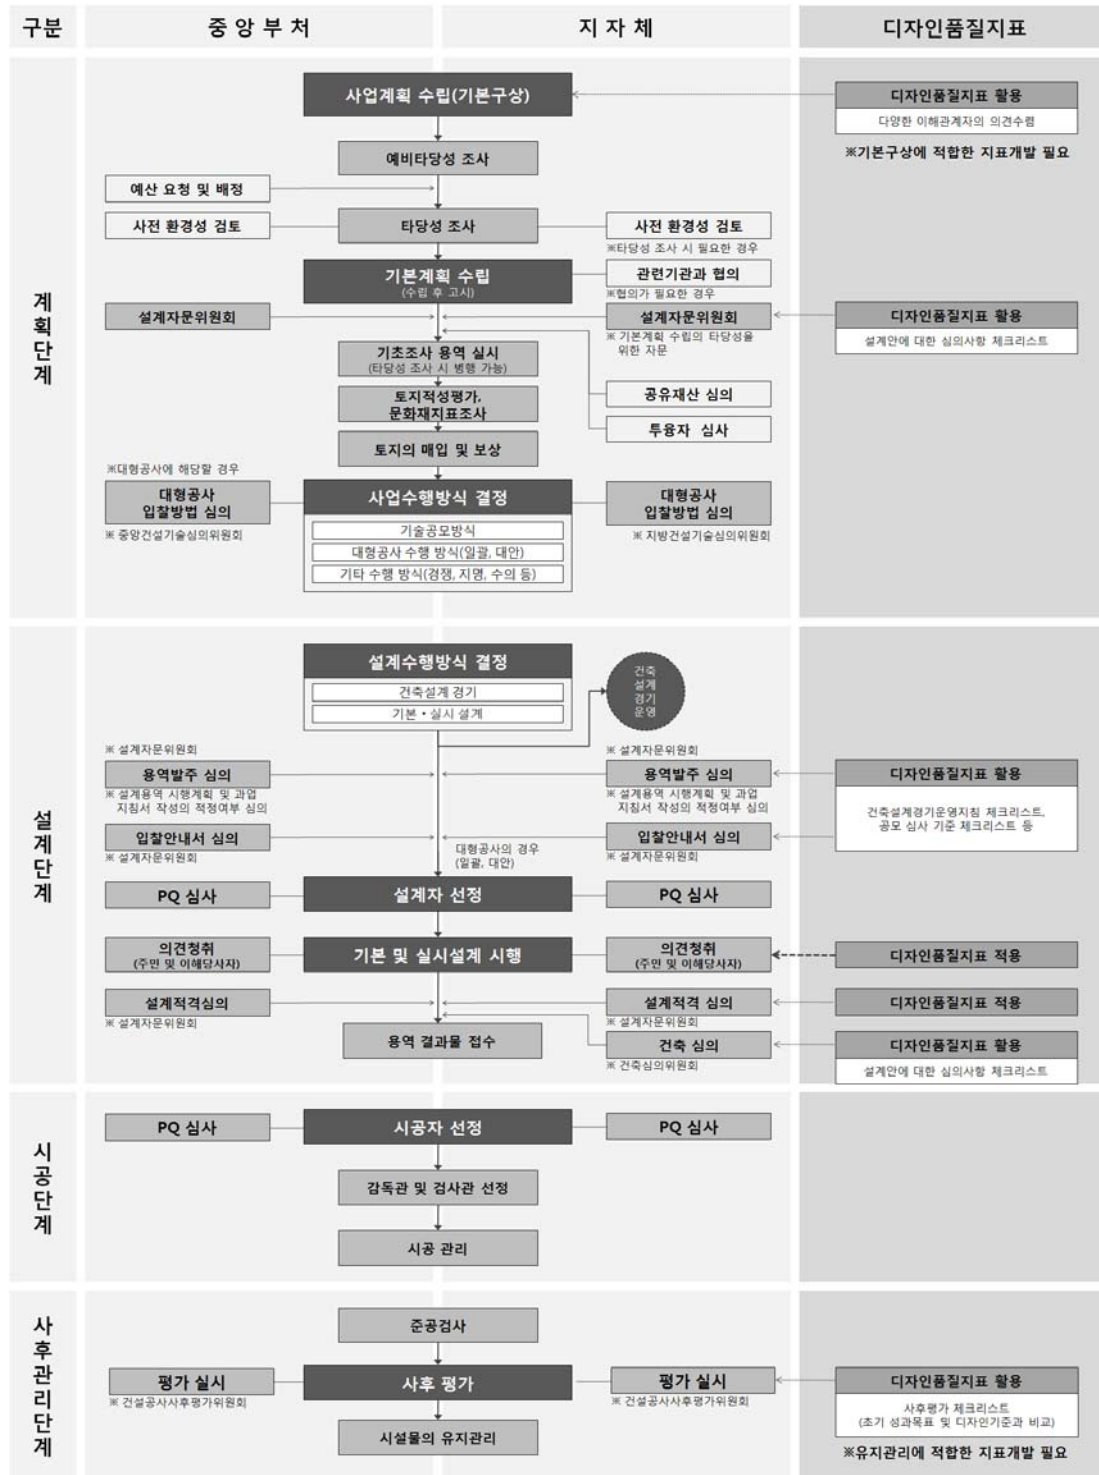 구분
중 앙 부 처
지 자 체
디자인품질지표
계획단계
사업계획 수립(기본구상)
디자인품질지표 활용
다양한 이해관계자의 의견수렴
※기본구상에 적합한 지표개발 필요
예비타당성 조사
예산 요청 및 배정
사전 환경성 검토
타당성 조사
사전 환경성 검토
※타당성 조사 시 필요한 경우
기본계획 수립
(수립 후 고시)
관련기관과 협의
※협의가 필요한 경우
설계자문위원회
설계자문위원회
※ 기본계획 수립의 타당성을
위한 자문
디자인품질지표 활용
설계안에 대한 심의사항 체크리스트
기초조사 용역 실시
(타당성 조사 시 병행 가능)
토지적성평가,
문화재지표조사
공유재산 심의
투융자 심사
토지의 매입 및 보상
※대형공사에 해당할 경우
대형공사
입찰방법 심의
※ 중앙건설기술심의위원회
사업수행방식 결정
기술공모방식
대형공사 수행 방식(일괄, 대안)
기타 수행 방식(경쟁, 지명, 수의 등)
대형공사
입찰방법 심의
※ 지방건설기술심의위원회
설계단계
설계수행방식 결정
건축설계 경기
기본·실시 설계
건축
설계
경기
운영
※ 설계자문위원회
용역발주 심의
※ 설계용역 시행계획 및 과업
지침서 작성의 적정여부 심의
※ 설계자문위원회
용역발주 심의
※ 설계용역 시행계획 및 과업
지침서 작성의 적정여부 심의
디자인품질지표 활용
건축설계경기운영지침 체크리스트,
공모 심사 기준 체크리스트 등
입찰안내서 심의
※ 설계자문위원회
대형공사의 경우
(일괄, 대안)
입찰안내서 심의
※ 설계자문위원회
PQ 심사
설계자 선정
PQ 심사
의견청취
(주민 및 이해당사자)
기본 및 실시설계 시행
의견청취
(주민 및 이해당사자)
디자인품질지표 적용
설계적격심의
※ 설계자문위원회
설계적격 심의
※ 설계자문위원회
디자인품질지표 적용
용역 결과물 접수
건축 심의
※ 건축심의위원회
디자인품질지표 활용
설계안에 대한 심의사항 체크리스트
시공단계
PQ 심사
시공자 선정
PQ 심사
감독관 및 검사관 선정
시공 관리
사후관리단계
준공검사
평가 실시
※ 건설공사사후평가위원회
사후 평가
평가 실시
※ 건설공사사후평가위원회
디자인품질지표 활용
사후평가 체크리스트
(초기 성과목표 및 디자인기준과 비교)
※유지관리에 적합한 지표개발 필요
시설물의 유지관리